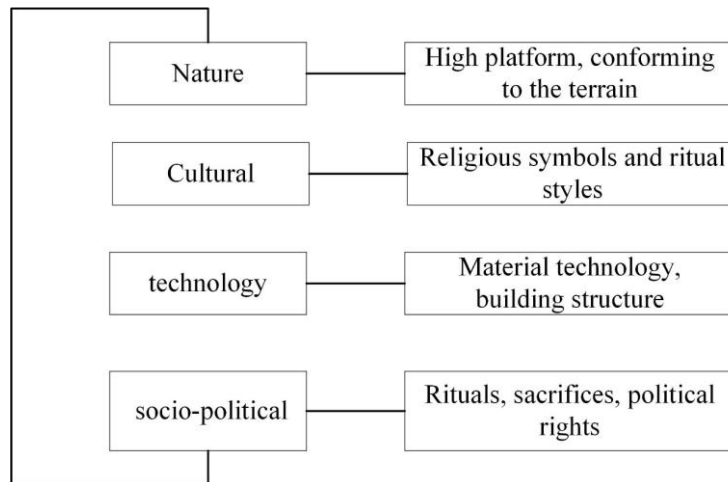 Nature
High platform, conforming
to the terrain
Cultural
Religious symbols and ritual
styles
technology
Material technology,
building structure
socio-political
Rituals, sacrifices, political
rights